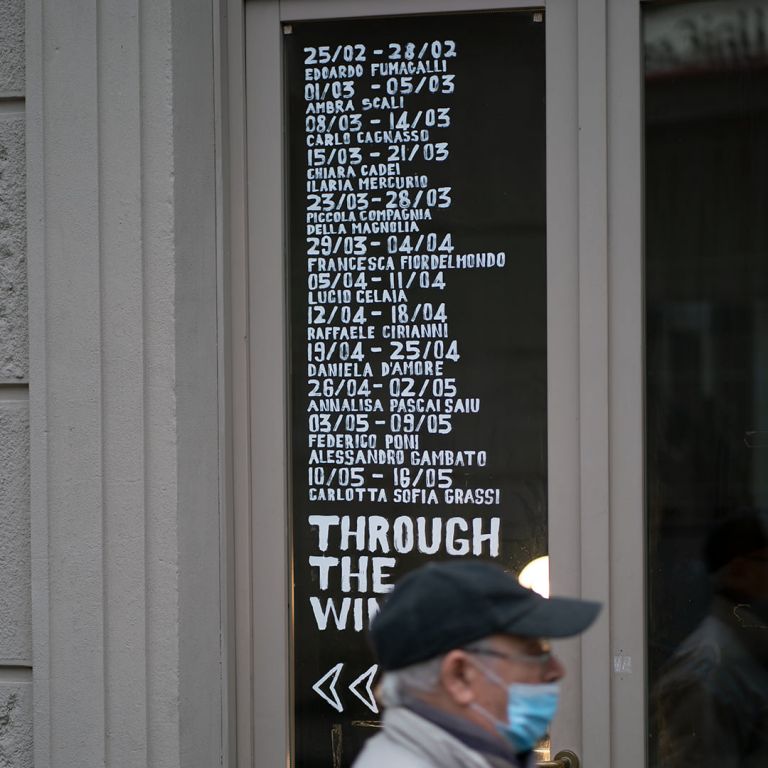 25/02 - 28/02
EDOARDO FUMAGALLI
01/03 - 05/03
AMBRA SCALI
08/03 - 14/03
CARLO CAGNASSO
15/03 - 21/03
CHIARA CADEI
ILARIA MERCURIO
23/03 - 28/03
PICCOLA COMPAGNIA
DELLA MAGNOLIA
29/03 - 04/04
FRANCESCA FIORDELMONDO
05/04 - 11/04
LUCIO CELAIA
12/04 - 18/04
RAFFAELE CIRIANNI
19/04 - 25/04
DANIELA D'AMORE
26/04 - 02/05
ANNALISA PASCAI SAIU
03/05 - 09/05
FEDERICO PONI
ALESSANDRO GAMBATO
10/05 - 16/05
CARLOTTA SOFIA GRASSI
THROUGH
THE
WIN